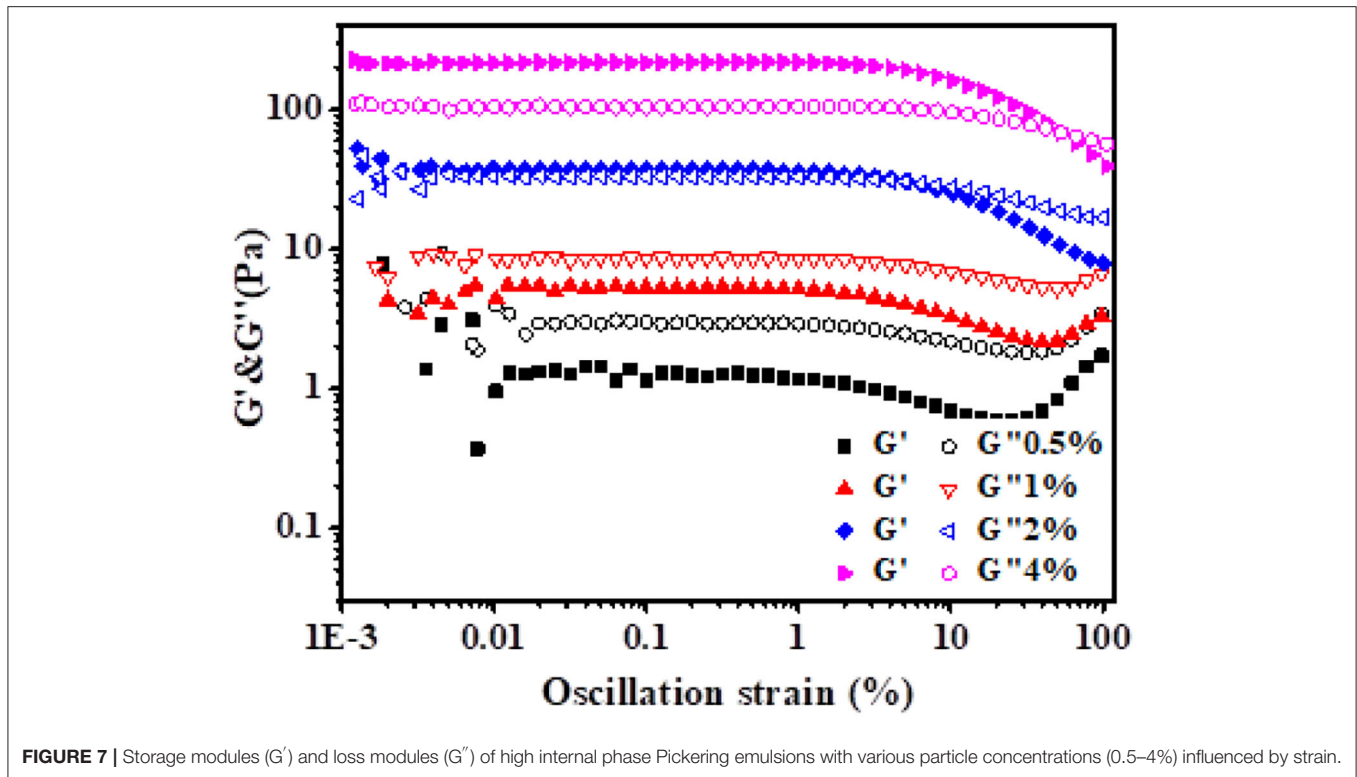 G'&G''(Pa)
100
10
1
0.1
G' G"0.5%
G' G"1%
G' G"2%
G' G"4%
1E-3 0.01 0.1 1 10 100
Oscillation strain (%)
FIGURE 7 | Storage modules (G′) and loss modules (G″) of high internal phase Pickering emulsions with various particle concentrations (0.5–4%) influenced by strain.